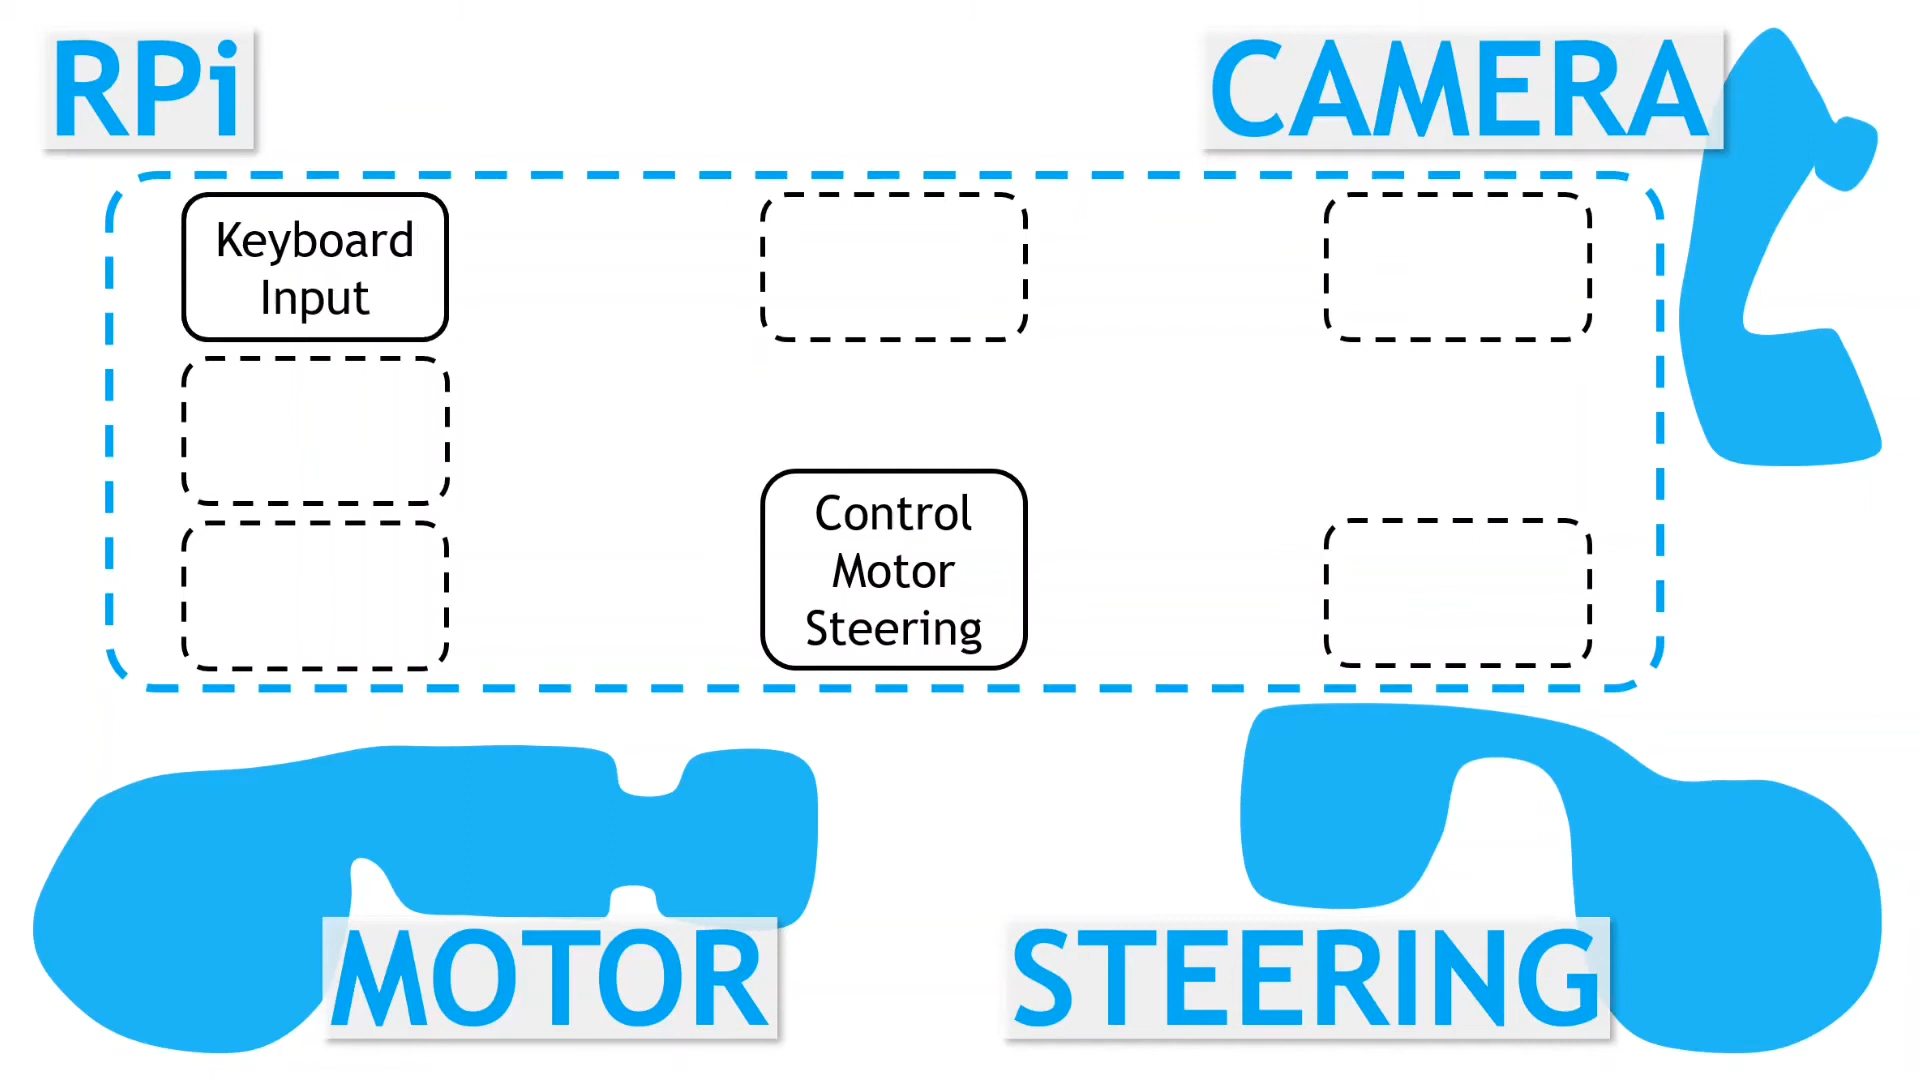 RPi
CAMERA
Keyboard
Input
Control
Motor
Steering
MOTOR
STEERING